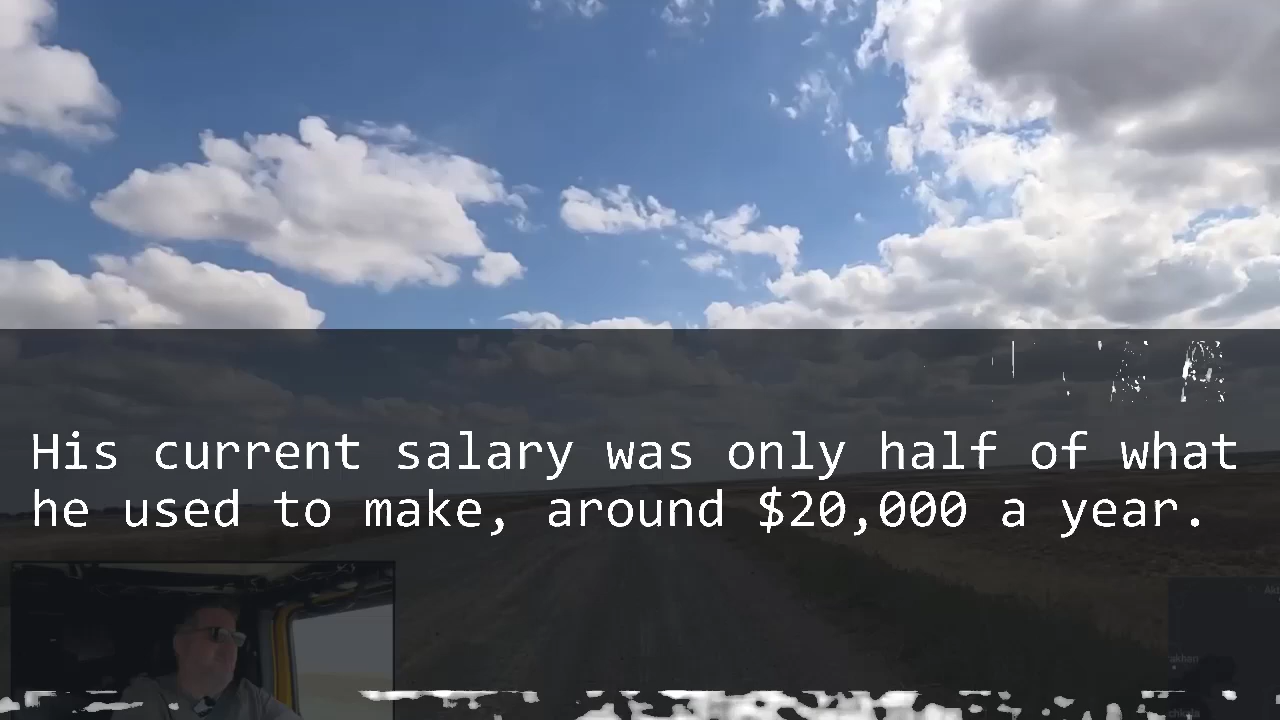 His current salary was only half of what
he used to make, around $20,000 a year.